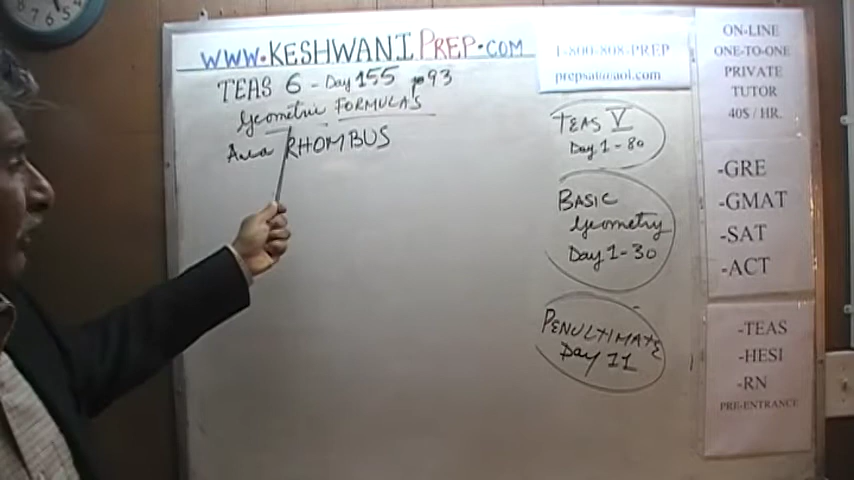 WWW.KESHWANIPREP.COM
TEAS 6 - Day 155 p 93
Geometric FORMULA'S
Area RHOMBUS
1-800-808-PREP
prepsat@aol.com
TEAS V
Day 1-80
BASIC
Geometry
Day 1-30
PENULTIMATE
Day 11
ON-LINE
ONE-TO-ONE
PRIVATE
TUTOR
40$ / HR.
-GRE
-GMAT
-SAT
-ACT
-TEAS
-HESI
-RN
PRE-ENTRANCE